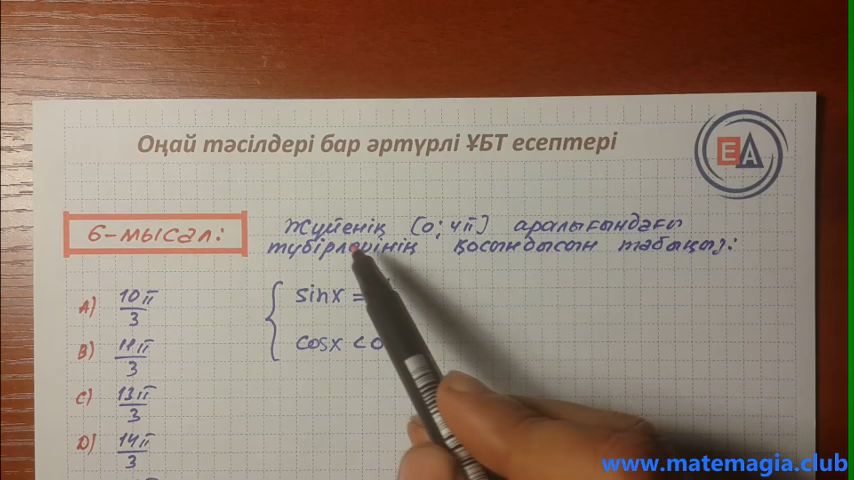 Оңай тәсілдері бар әртүрлі ҰБТ есептері
EA
6-мысал:
Жүйенің [0; 4π] аралығындағы
түбірлерінің қосындысын табыңыз:
A) 10π/3
B) 11π/3
C) 13π/3
D) 14π/3
sinx =
cosx < 0
www.matemagia.club